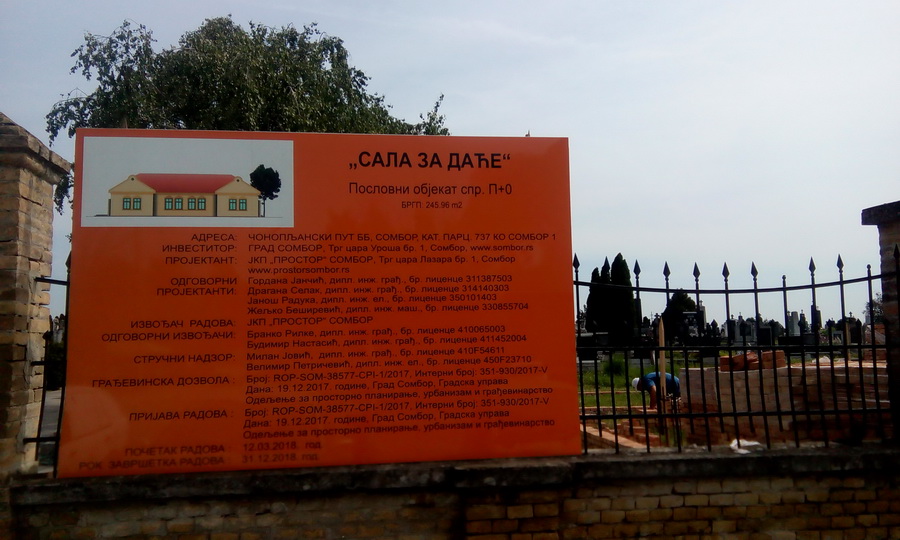 „САЛА ЗА ДАЋЕ“
Пословни објекат спр. П+0
БРГП. 245.96 m2
АДРЕСА: ЧОНОПЉАНСКИ ПУТ ББ, СОМБОР, КАТ. ПАРЦ. 737 КО СОМБОР 1
ИНВЕСТИТОР: ГРАД СОМБОР, Трг цара Уроша бр. 1, Сомбор, www.sombor.rs
ПРОЈЕКТАНТ: ЈКП „ПРОСТОР“ СОМБОР, Трг цара Лазара бр. 1, Сомбор
www.prostorsombor.rs
ОДГОВОРНИ Гордана Јанчић, дипл. инж. грађ., бр. лиценце 311387503
ПРОЈЕКТАНТИ: Драгана Селак, дипл. инж. грађ., бр. лиценце 314140303
Јанош Радука, дипл. инж. ел., бр. лиценце 350101403
Жељко Беширевић, дипл. инж. маш., бр. лиценце 330855704
ИЗВОЂАЧ РАДОВА: ЈКП „ПРОСТОР“ СОМБОР
ОДГОВОРНИ ИЗВОЂАЧИ: Бранко Рилке, дипл. инж. грађ., бр. лиценце 410065003
Будимир Настасић, дипл. инж. грађ., бр. лиценце 411452004
СТРУЧНИ НАДЗОР: Милан Јовић, дипл. инж. грађ., бр. лиценце 410F54611
Велимир Петричевић, дипл. инж. ел., бр. лиценце 450F23710
ГРАЂЕВИНСКА ДОЗВОЛА: Број: ROP-SOM-38577-CPI-1/2017, Интерни број: 351-930/2017-V
Дана: 19.12.2017. године, Град Сомбор, Градска управа
Одељење за просторно планирање, урбанизам и грађевинарство
ПРИЈАВА РАДОВА: Број: ROP-SOM-38577-CPI-1/2017, Интерни број: 351-930/2017-V
Дана: 19.12.2017. године, Град Сомбор, Градска управа
Одељење за просторно планирање, урбанизам и грађевинарство
ПОЧЕТАК РАДОВА: 12.03.2018. год.
РОК ЗАВРШЕТКА РАДОВА: 31.12.2018. год.